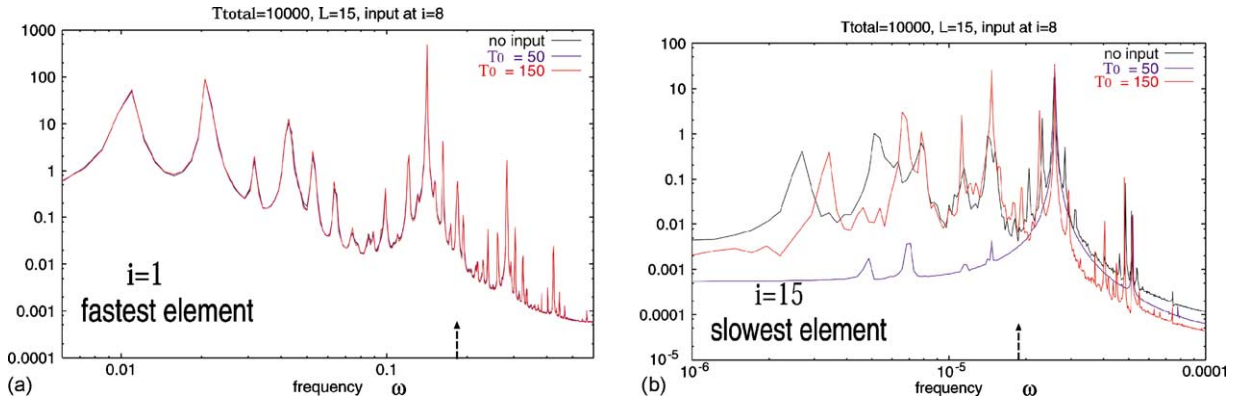 Ttotal=10000, L=15, input at i=8
1000
100
10
1
0.1
0.01
0.001
0.0001
no input
T0 = 50
T0 = 150
i=1
fastest element
0.01
0.1
(a)
frequency ω
Ttotal=10000, L=15, input at i=8
100
10
1
0.1
0.01
0.001
0.0001
10-5
no input
T0 = 50
T0 = 150
i=15
slowest element
10-6
10-5
0.0001
(b)
frequency ω